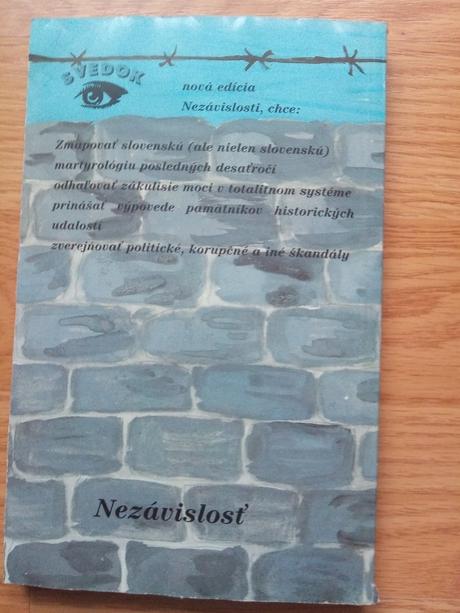 SVEDOK
nová edícia
Nezávislosti, chce:
Zmapovať slovenskú (ale nielen slovenskú)
martyrológiu posledných desaťročí
odhaľovať zákulisie moci v totalitnom systéme
prinášať výpovede pamätníkov historických
udalostí
zverejňovať politické, korupčné a iné škandály
Nezávislosť